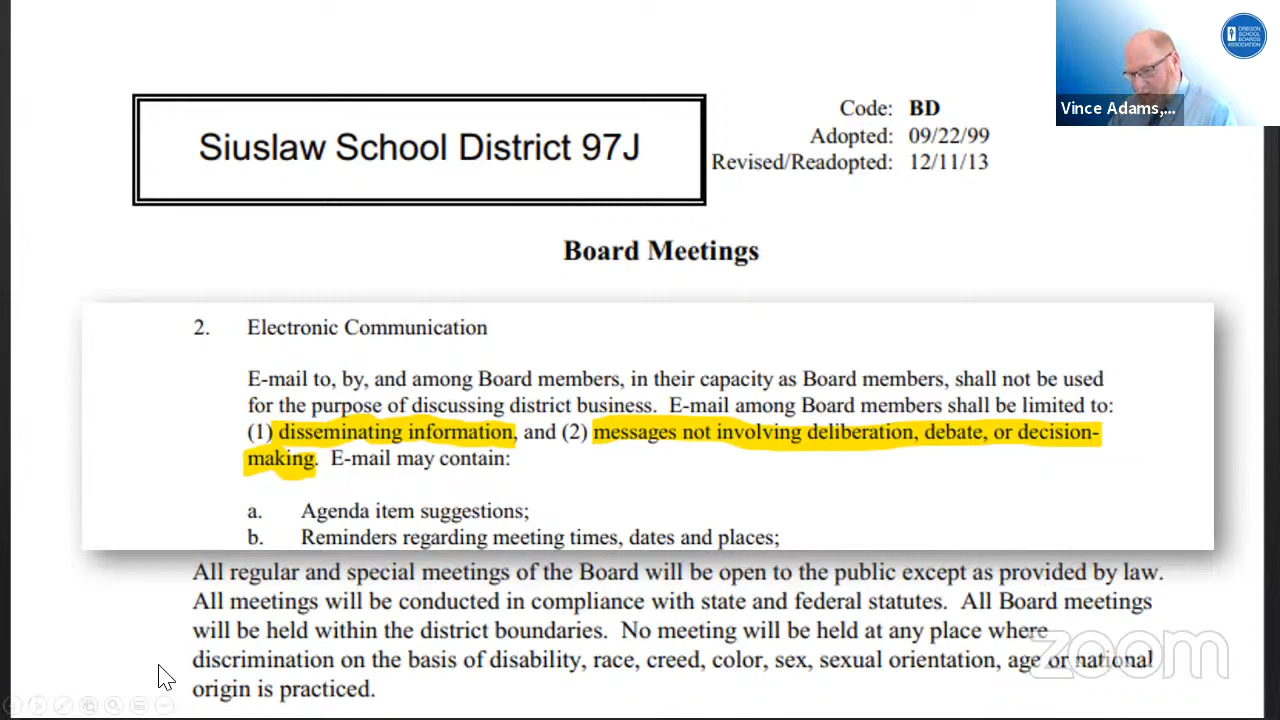 OREGON
SCHOOL
BOARDS
ASSOCIATION
Vince Adams,...
Siuslaw School District 97J
Code: BD
Adopted: 09/22/99
Revised/Readopted: 12/11/13
Board Meetings
2. Electronic Communication
E-mail to, by, and among Board members, in their capacity as Board members, shall not be used
for the purpose of discussing district business. E-mail among Board members shall be limited to:
(1) disseminating information, and (2) messages not involving deliberation, debate, or decision-
making. E-mail may contain:
a. Agenda item suggestions;
b. Reminders regarding meeting times, dates and places;
All regular and special meetings of the Board will be open to the public except as provided by law.
All meetings will be conducted in compliance with state and federal statutes. All Board meetings
will be held within the district boundaries. No meeting will be held at any place where
discrimination on the basis of disability, race, creed, color, sex, sexual orientation, age or national
origin is practiced.
zoom